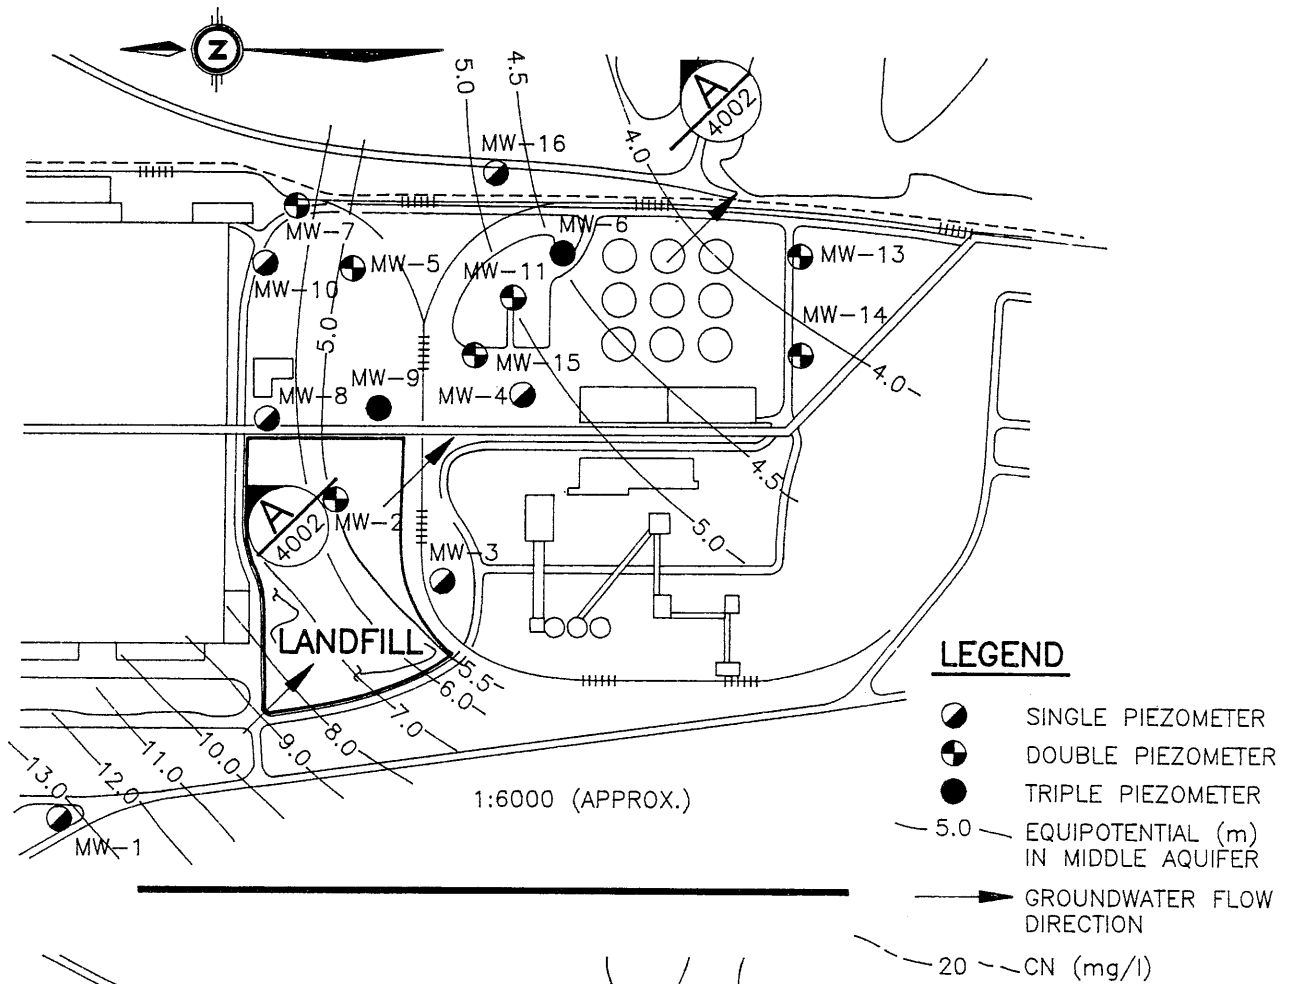 N
5.0
4.5
A
4002
MW-16
4.0
MW-7
MW-6
MW-5
MW-11
MW-13
MW-10
MW-14
5.0
MW-15
MW-9
4.0
MW-8
MW-4
4.5
A
4002
MW-2
5.0
MW-3
LANDFILL
5.5
6.0
7.0
8.0
9.0
10.0
11.0
12.0
13.0
MW-1
1:6000 (APPROX.)
LEGEND
SINGLE PIEZOMETER
DOUBLE PIEZOMETER
TRIPLE PIEZOMETER
5.0 EQUIPOTENTIAL (m)
IN MIDDLE AQUIFER
GROUNDWATER FLOW
DIRECTION
20 CN (mg/l)